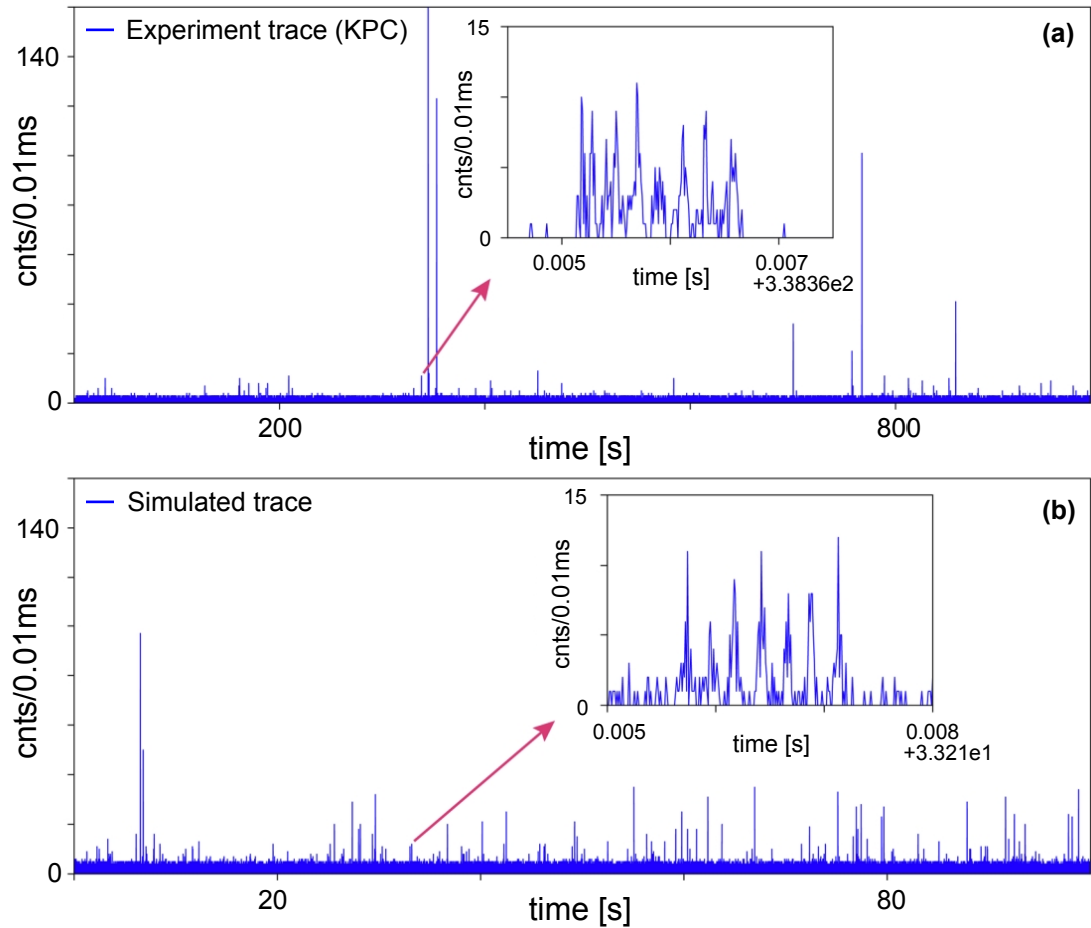 Experiment trace (KPC)
(a)
140
0
cnts/0.01ms
200
800
time [s]
15
0
cnts/0.01ms
0.005
0.007
time [s]
+3.3836e2
Simulated trace
(b)
140
0
cnts/0.01ms
20
80
time [s]
15
0
cnts/0.01ms
0.005
0.008
time [s]
+3.321e1